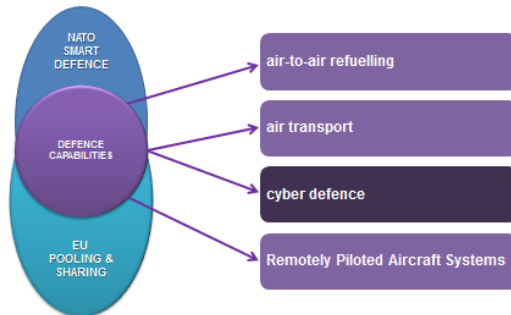 NATO
SMART
DEFENCE
DEFENCE
CAPABILITIES
EU
POOLING &
SHARING
air-to-air refuelling
air transport
cyber defence
Remotely Piloted Aircraft Systems